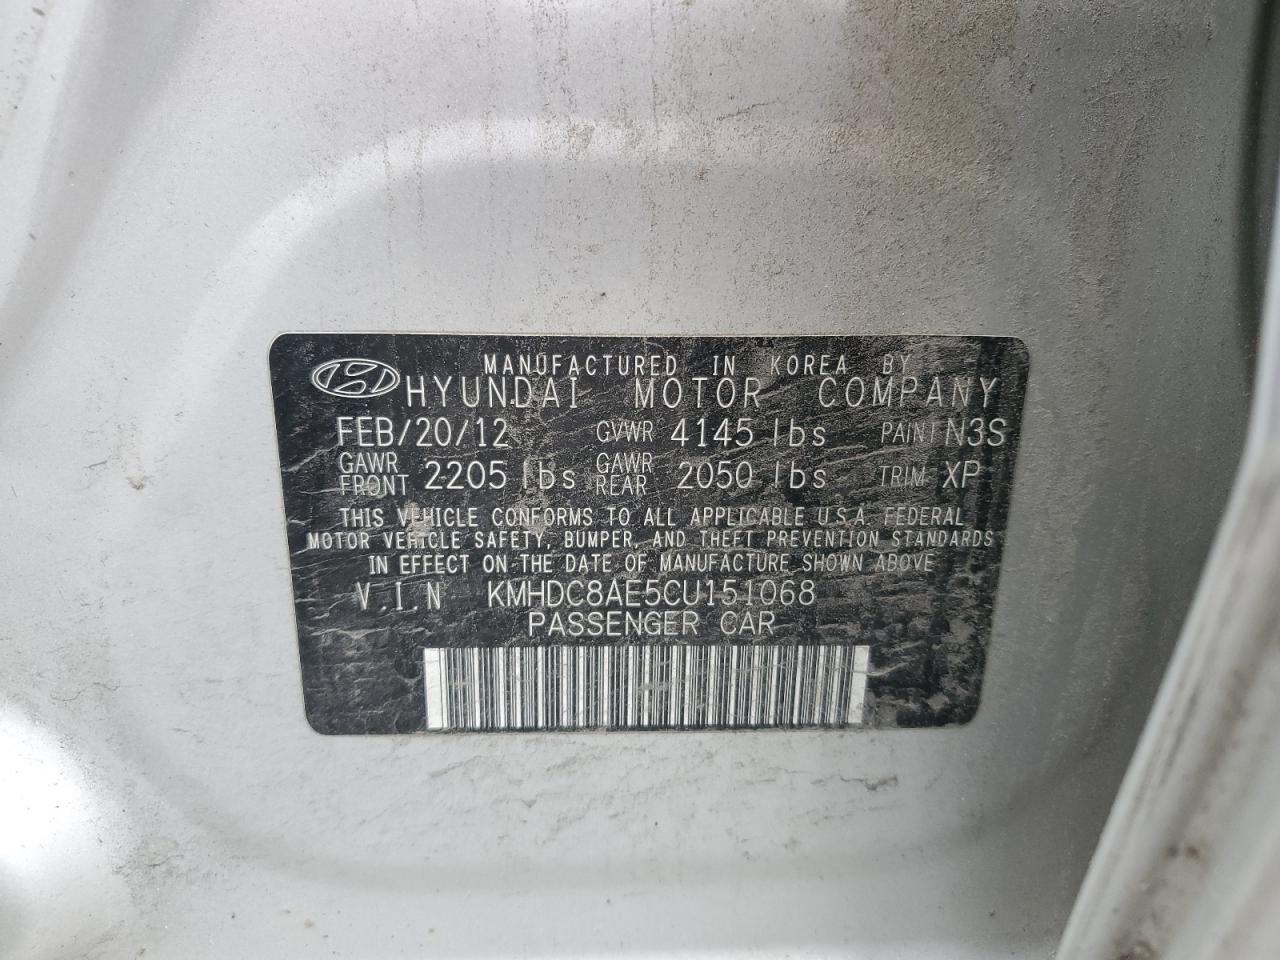 MANUFACTURED IN KOREA BY
HYUNDAI MOTOR COMPANY
FEB/20/12 GVWR 4145 lbs PAINT N3S
GAWR FRONT 2205 lbs GAWR REAR 2050 lbs TRIM XP
THIS VEHICLE CONFORMS TO ALL APPLICABLE U.S.A. FEDERAL
MOTOR VEHICLE SAFETY, BUMPER, AND THEFT PREVENTION STANDARDS
IN EFFECT ON THE DATE OF MANUFACTURE SHOWN ABOVE
V.I.N KMHDC8AE5CU151068
PASSENGER CAR